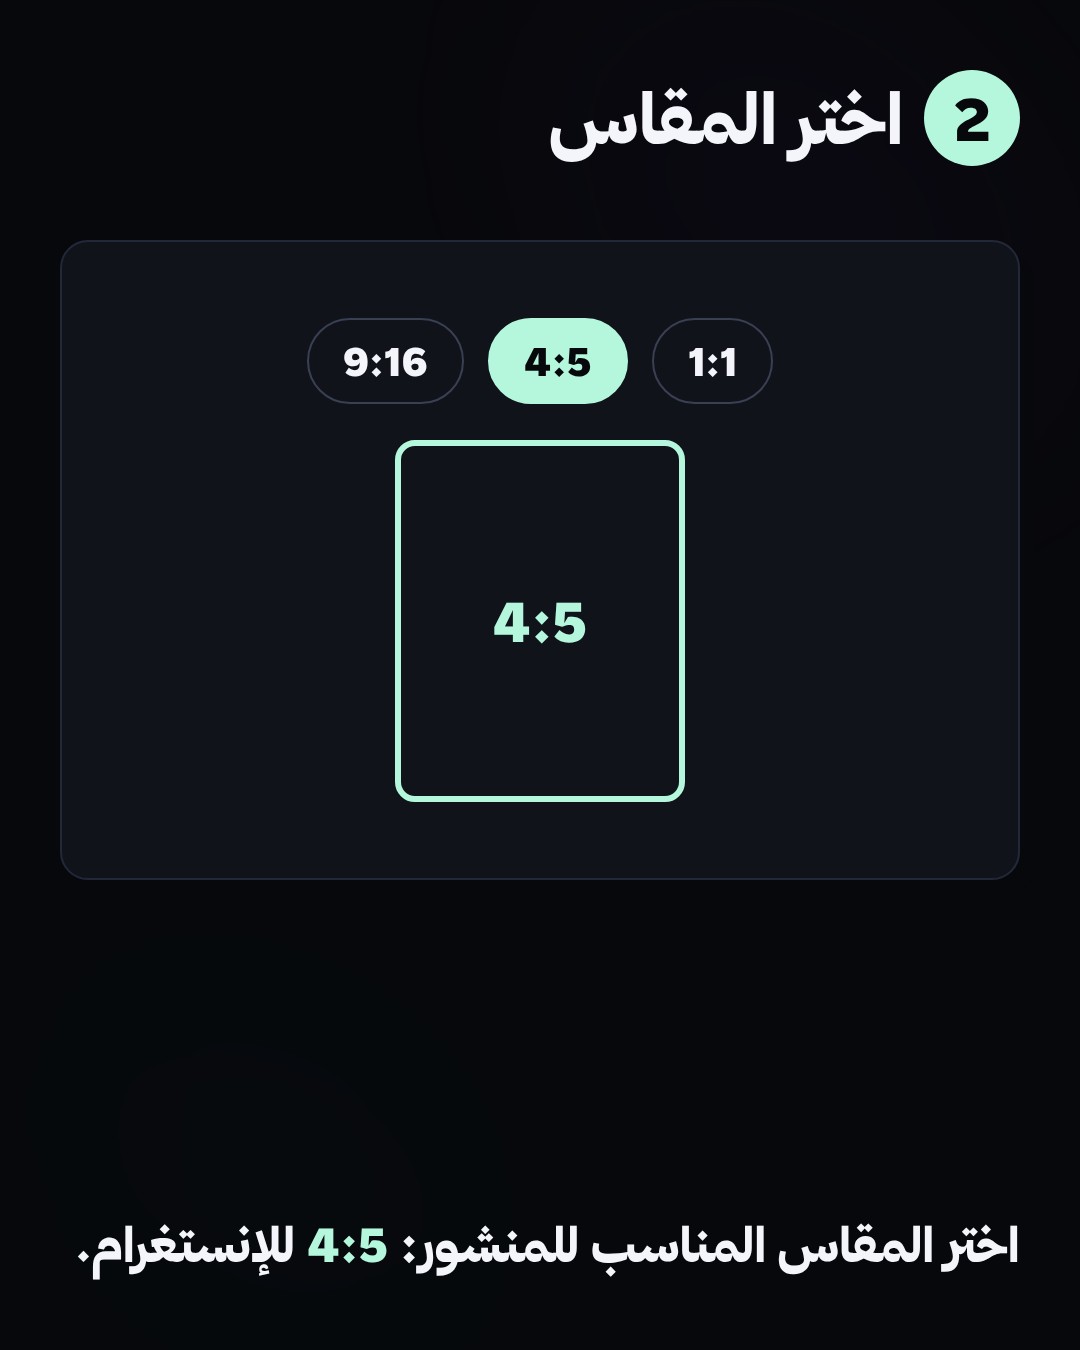 2 اختر المقاس
1:1 4:5 9:16
4:5
اختر المقاس المناسب للمنشور: 4:5 للإنستغرام.